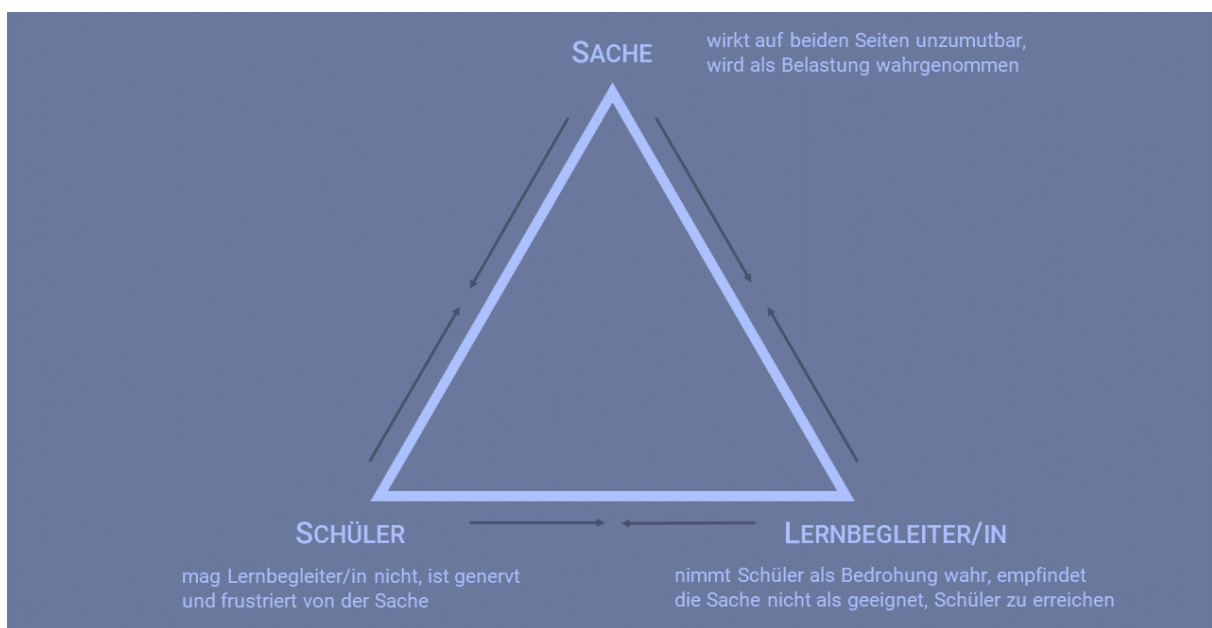 SACHE
wirkt auf beiden Seiten unzumutbar,
wird als Belastung wahrgenommen
SCHÜLER
mag Lernbegleiter/in nicht, ist genervt
und frustriert von der Sache
LERNBEGLEITER/IN
nimmt Schüler als Bedrohung wahr, empfindet
die Sache nicht als geeignet, Schüler zu erreichen